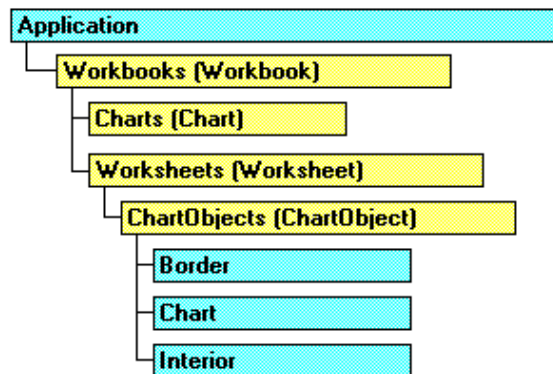 Application
Workbooks (Workbook)
Charts (Chart)
Worksheets (Worksheet)
ChartObjects (ChartObject)
Border
Chart
Interior